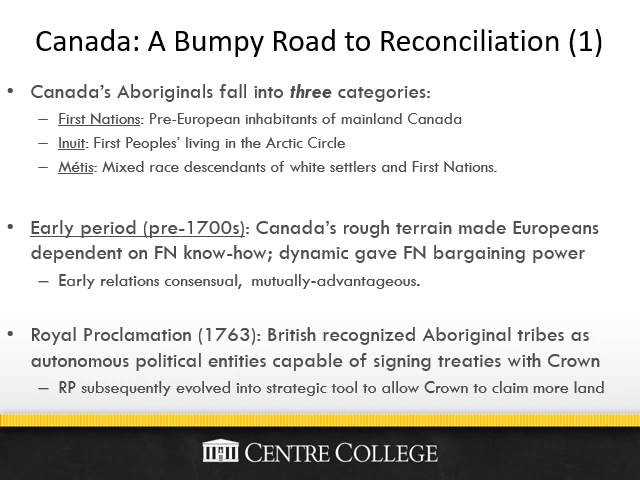 Canada: A Bumpy Road to Reconciliation (1)
• Canada's Aboriginals fall into three categories:
– First Nations: Pre-European inhabitants of mainland Canada
– Inuit: First Peoples' living in the Arctic Circle
– Métis: Mixed race descendants of white settlers and First Nations.
• Early period (pre-1700s): Canada's rough terrain made Europeans
dependent on FN know-how; dynamic gave FN bargaining power
– Early relations consensual, mutually-advantageous.
• Royal Proclamation (1763): British recognized Aboriginal tribes as
autonomous political entities capable of signing treaties with Crown
– RP subsequently evolved into strategic tool to allow Crown to claim more land
CENTRE COLLEGE